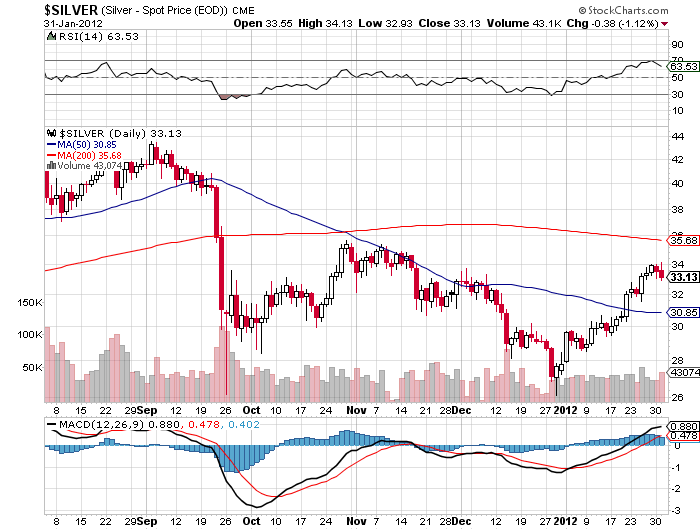 $SILVER (Silver - Spot Price (EOD)) CME
© StockCharts.com
31-Jan-2012
Open 33.55 High 34.13 Low 32.93 Close 33.13 Volume 43.1K Chg -0.38 (-1.12%)
RSI(14) 63.53
90
70
63.53
50
30
10
$SILVER (Daily) 33.13
MA(50) 30.85
MA(200) 35.68
Volume 43,074
44
42
40
38
36
35.68
34
33.13
32
30.85
30
28
26
150K
100K
50K
43074
8 15 22 29 Sep 12 19 26 Oct 10 17 24 Nov 7 14 21 28 Dec 12 19 27 2012 9 17 23 30
MACD(12,26,9) 0.880, 0.478, 0.402
0.880
0.478
0
-1
-2
-3
8 15 22 29 Sep 12 19 26 Oct 10 17 24 Nov 7 14 21 28 Dec 12 19 27 2012 9 17 23 30